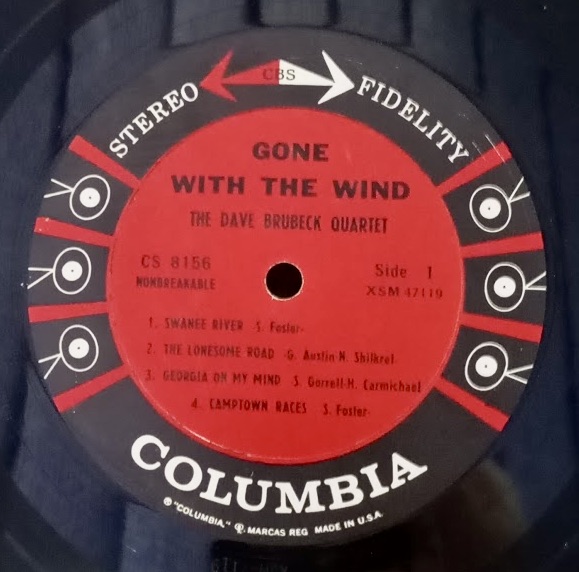 STEREO CBS FIDELITY
GONE
WITH THE WIND
THE DAVE BRUBECK QUARTET
CS 8156
NONBREAKABLE
Side 1
XSM 47119
1. SWANEE RIVER -S. Foster-
2. THE LONESOME ROAD -G. Austin-N. Shilkret
3. GEORGIA ON MY MIND -S. Gorrell-H. Carmichael
4. CAMPTOWN RACES -S. Foster-
COLUMBIA
® "COLUMBIA," Ⓡ. MARCAS REG MADE IN U.S.A.